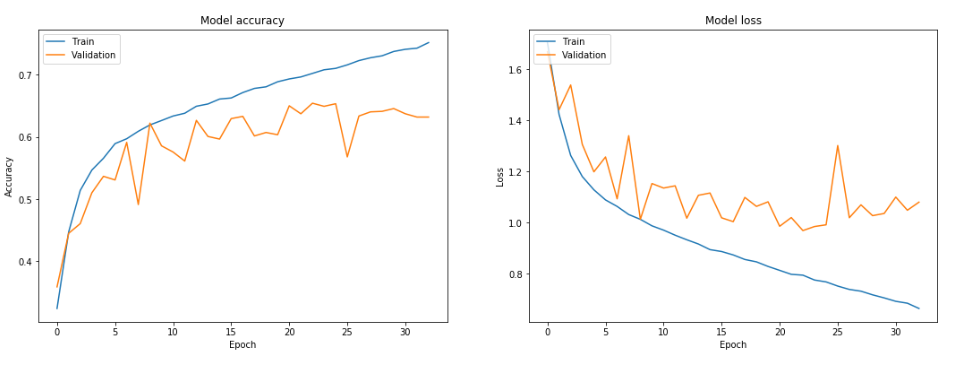 Model accuracy
Train
Validation
Accuracy
0.7
0.6
0.5
0.4
0
5
10
15
20
25
30
Epoch
Model loss
Train
Validation
Loss
1.6
1.4
1.2
1.0
0.8
0
5
10
15
20
25
30
Epoch